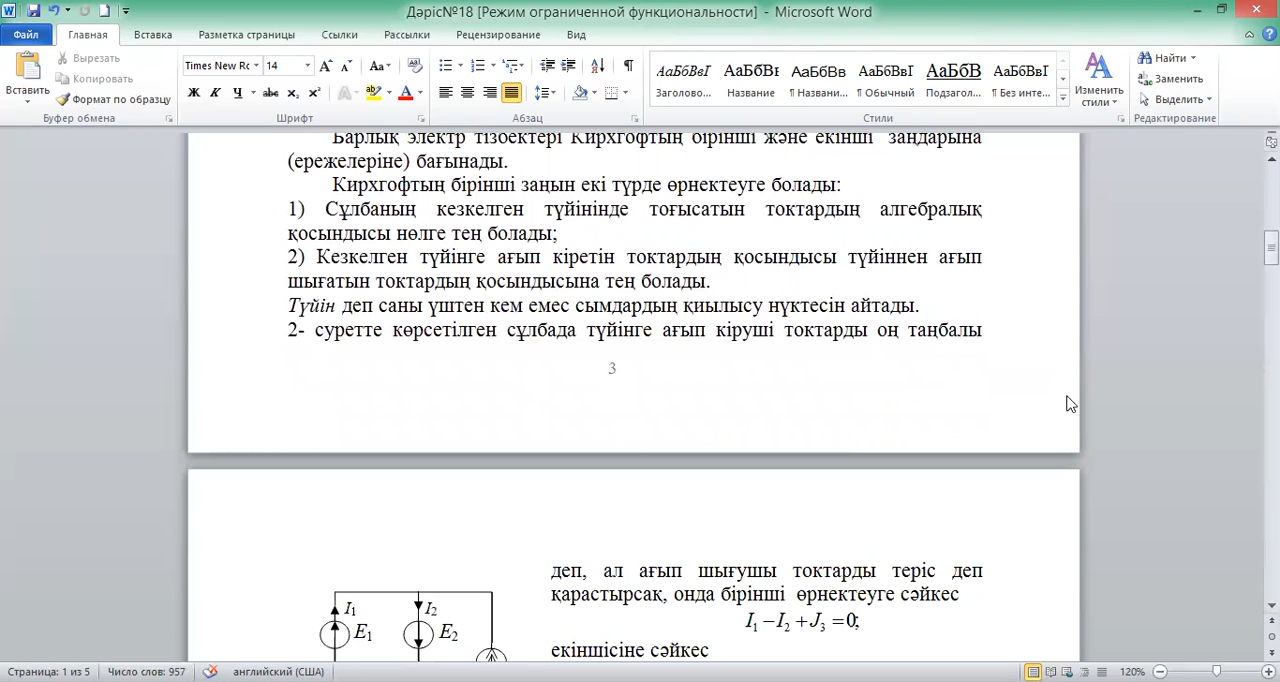 Дәріс№18 [Режим ограниченной функциональности] - Microsoft Word
Файл Главная Вставка Разметка страницы Ссылки Рассылки Рецензирование Вид
Вставить
Вырезать
Копировать
Формат по образцу
Буфер обмена
Times New Rc 14
Ж К Ч abc x₂ x²
Шрифт
Абзац
АаБбВвІ АаБбВі АаБбВв АаБбВвІ АаБбВ АаБбВвІ
Заголово... Название ¶ Названи... ¶ Обычный Подзагол... ¶ Без инте...
Стили
Изменить стили
Найти
Заменить
Выделить
Редактирование
Барлық электр тізбектері Кирхгофтың бірінші және екінші заңдарына
(ережелеріне) бағынады.
Кирхгофтың бірінші заңын екі түрде өрнектеуге болады:
1) Сұлбаның кезкелген түйінінде тоғысатын токтардың алгебралық
қосындысы нөлге тең болады;
2) Кезкелген түйінге ағып кіретін токтардың қосындысы түйіннен ағып
шығатын токтардың қосындысына тең болады.
Түйін деп саны үштен кем емес сымдардың қиылысу нүктесін айтады.
2- суретте көрсетілген сұлбада түйінге ағып кіруші токтарды оң таңбалы
3
деп, ал ағып шығушы токтарды теріс деп
қарастырсақ, онда бірінші өрнектеуге сәйкес
I₁ − I₂ + J₃ = 0;
екіншісіне сәйкес
I₁ I₂
E₁ E₂
Страница: 1 из 5 Число слов: 957 английский (США) 120%